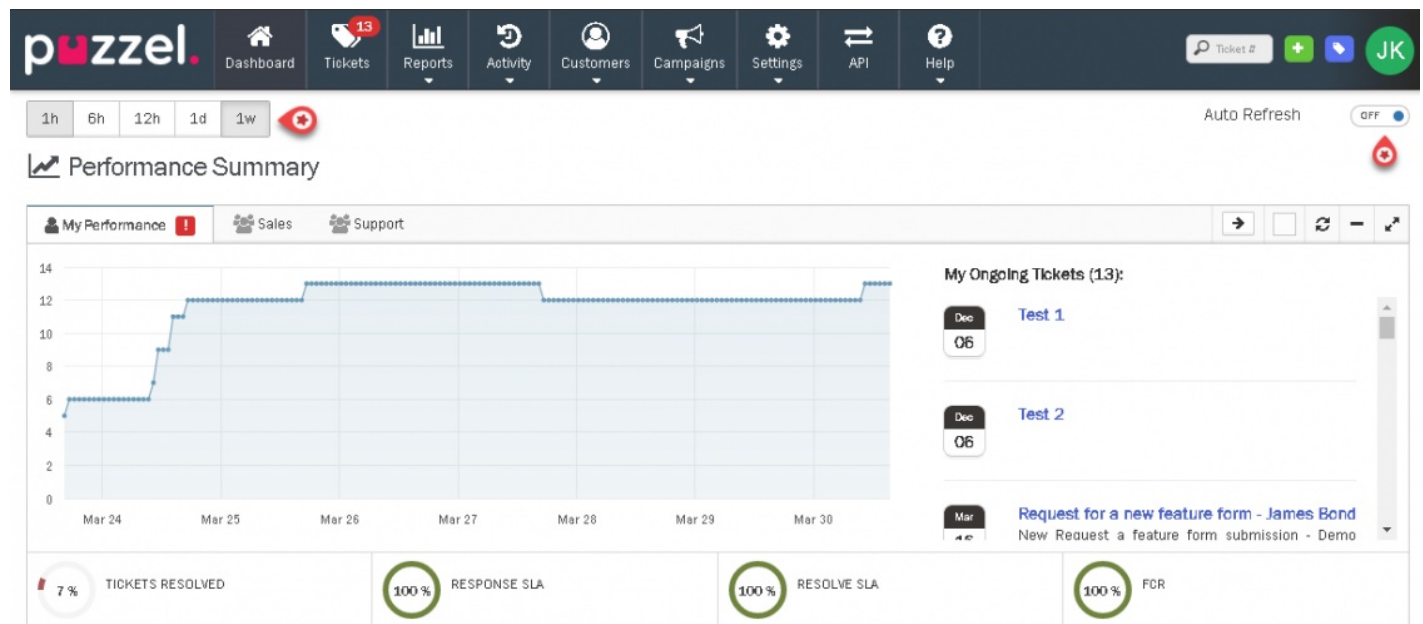 puzzel.
Dashboard
Tickets
13
Reports
Activity
Customers
Campaigns
Settings
API
Help
Ticket #
JK
1h 6h 12h 1d 1w
Auto Refresh
OFF
Performance Summary
My Performance ! Sales Support
14
12
10
8
6
4
2
0
Mar 24 Mar 25 Mar 26 Mar 27 Mar 28 Mar 29 Mar 30
My Ongoing Tickets (13):
Dec
06
Test 1
Dec
06
Test 2
Mar
Request for a new feature form - James Bond
New Request a feature form submission - Demo
7 % TICKETS RESOLVED
100 % RESPONSE SLA
100 % RESOLVE SLA
100 % FCR